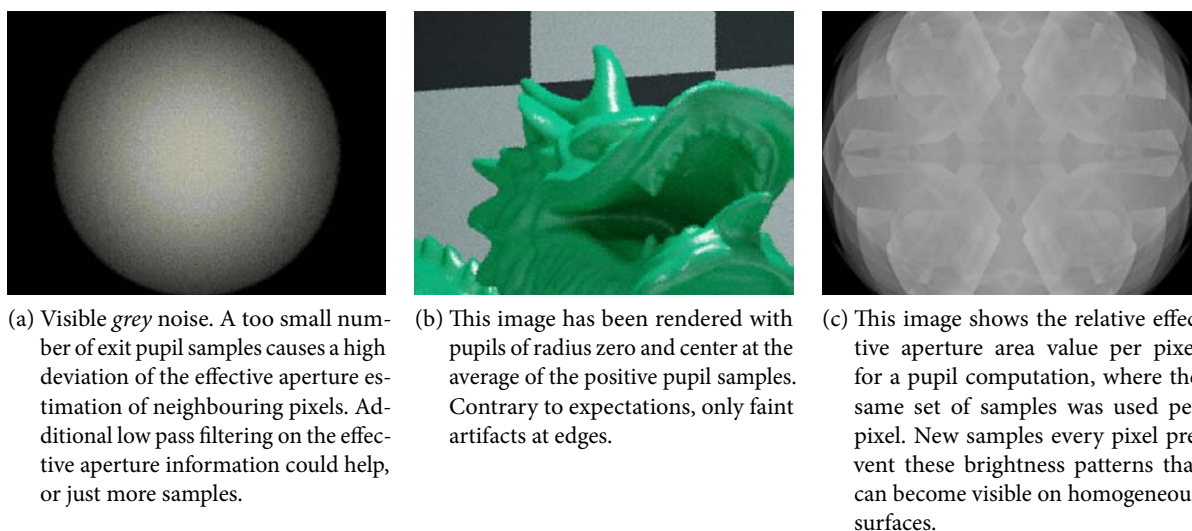 (a) Visible grey noise. A too small num-
ber of exit pupil samples causes a high
deviation of the effective aperture es-
timation of neighbouring pixels. Ad-
ditional low pass filtering on the effec-
tive aperture information could help,
or just more samples.
(b) This image has been rendered with
pupils of radius zero and center at the
average of the positive pupil samples.
Contrary to expectations, only faint
artifacts at edges.
(c) This image shows the relative effec
tive aperture area value per pixel
for a pupil computation, where the
same set of samples was used pe
pixel. New samples every pixel pre
vent these brightness patterns tha
can become visible on homogeneou
surfaces.